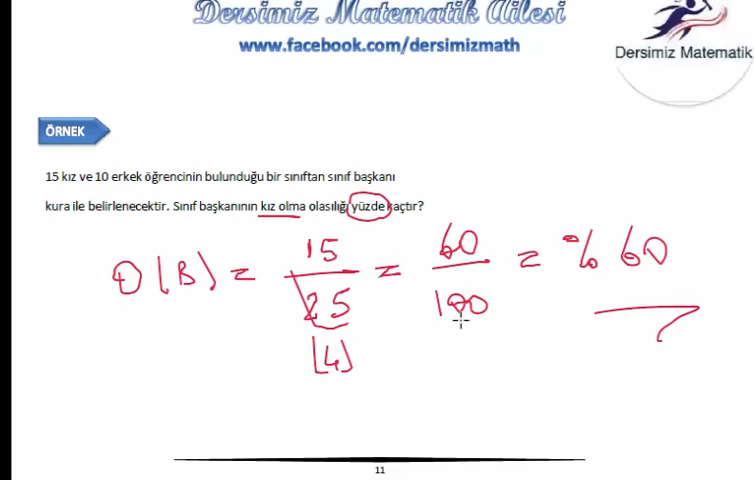 Dersimiz Matematik Ailesi
www.facebook.com/dersimizmath
Dersimiz Matematik
ÖRNEK
15 kız ve 10 erkek öğrencinin bulunduğu bir sınıftan sınıf başkanı
kura ile belirlenecektir. Sınıf başkanının kız olma olasılığı yüzde kaçtır?
O(B) = 15/25 = 60/100 = % 60
(4)
11